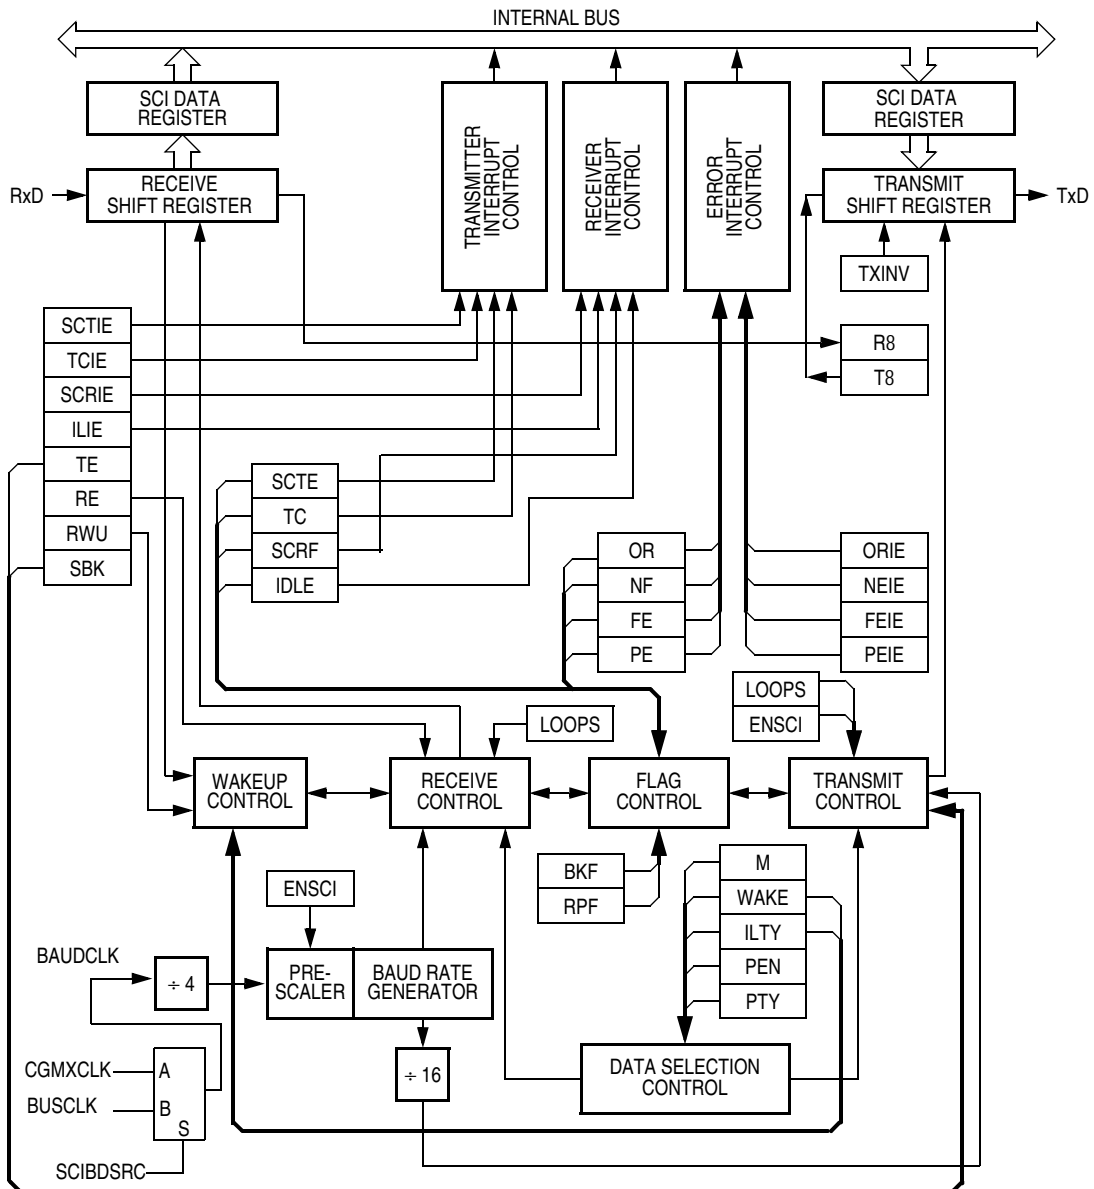 INTERNAL BUS
SCI DATA
REGISTER
SCI DATA
REGISTER
TRANSMITTER
INTERRUPT
CONTROL
RECEIVER
INTERRUPT
CONTROL
ERROR
INTERRUPT
CONTROL
RxD
RECEIVE
SHIFT REGISTER
TRANSMIT
SHIFT REGISTER
TxD
TXINV
SCTIE
TCIE
SCRIE
ILIE
TE
RE
RWU
SBK
R8
T8
SCTE
TC
SCRF
IDLE
OR
NF
FE
PE
ORIE
NEIE
FEIE
PEIE
LOOPS
LOOPS
ENSCI
WAKEUP
CONTROL
RECEIVE
CONTROL
FLAG
CONTROL
TRANSMIT
CONTROL
BKF
RPF
M
WAKE
ILTY
PEN
PTY
ENSCI
BAUDCLK
÷ 4
PRE-
SCALER
BAUD RATE
GENERATOR
÷ 16
DATA SELECTION
CONTROL
CGMXCLK
A
BUSCLK
B
S
SCIBDSRC